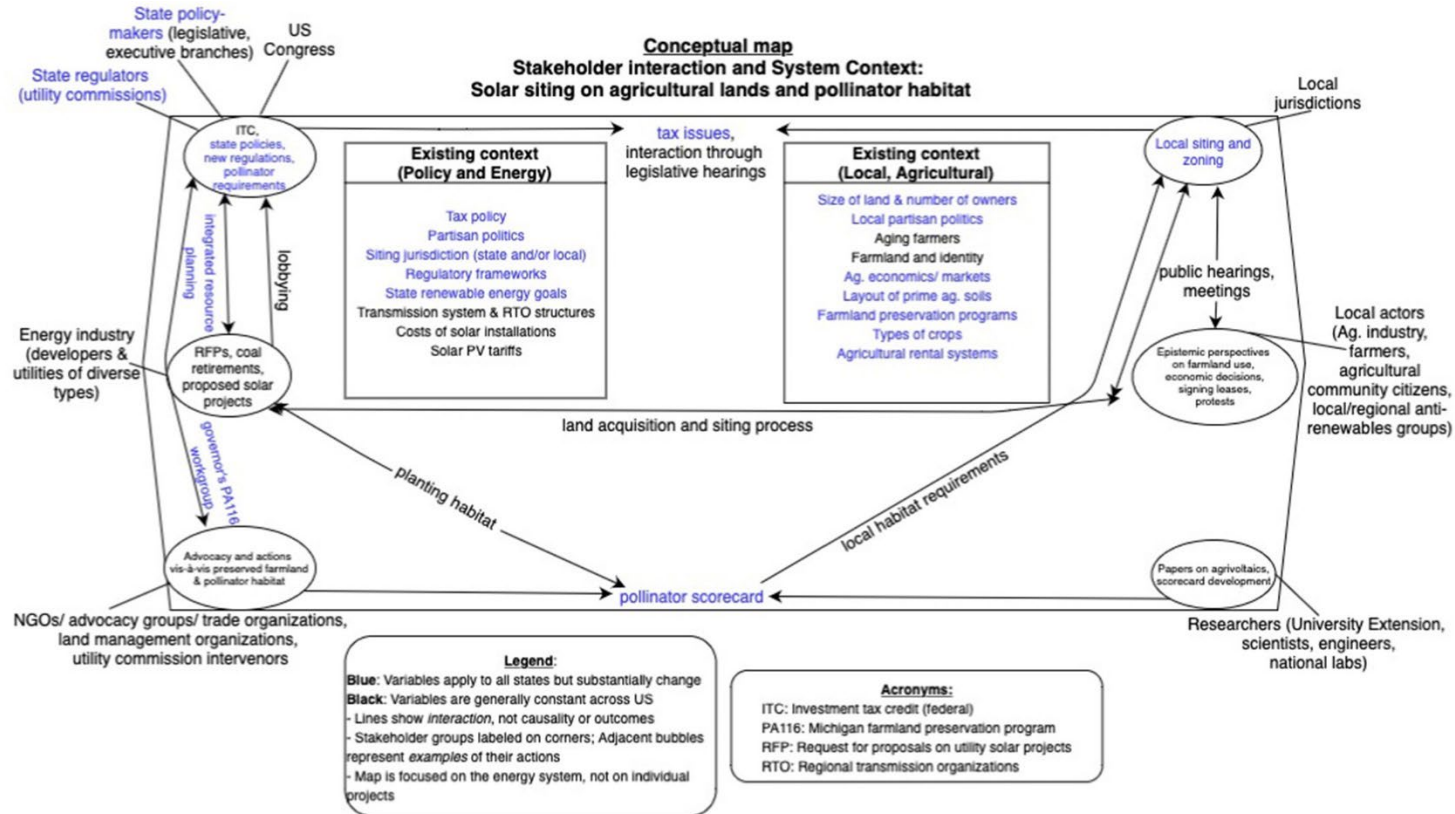 Conceptual map
Stakeholder interaction and System Context:
Solar siting on agricultural lands and pollinator habitat
State policy-
makers (legislative,
executive branches)
US
Congress
State regulators
(utility commissions)
Local
jurisdictions
ITC,
state policies,
new regulations,
pollinator
requirements
tax issues,
interaction through
legislative hearings
Local siting and
zoning
Existing context
(Policy and Energy)
Tax policy
Partisan politics
Siting jurisdiction (state and/or local)
Regulatory frameworks
State renewable energy goals
Transmission system & RTO structures
Costs of solar installations
Solar PV tariffs
Existing context
(Local, Agricultural)
Size of land & number of owners
Local partisan politics
Aging farmers
Farmland and identity
Ag. economics/ markets
Layout of prime ag. soils
Farmland preservation programs
Types of crops
Agricultural rental systems
integrated resource
planning
lobbying
public hearings,
meetings
Energy industry
(developers &
utilities of diverse
types)
RFPs, coal
retirements,
proposed solar
projects
Epistemic perspectives
on farmland use,
economic decisions,
signing leases,
protests
Local actors
(Ag. industry,
farmers,
agricultural
community citizens,
local/regional anti-
renewables groups)
land acquisition and siting process
governor's PA116
workgroup
planting habitat
local habitat requirements
Advocacy and actions
vis-à-vis preserved farmland
& pollinator habitat
pollinator scorecard
Papers on agrivoltaics,
scorecard development
NGOs/ advocacy groups/ trade organizations,
land management organizations,
utility commission intervenors
Researchers (University Extension,
scientists, engineers,
national labs)
Legend:
Blue: Variables apply to all states but substantially change
Black: Variables are generally constant across US
- Lines show interaction, not causality or outcomes
- Stakeholder groups labeled on corners; Adjacent bubbles
represent examples of their actions
- Map is focused on the energy system, not on individual
projects
Acronyms:
ITC: Investment tax credit (federal)
PA116: Michigan farmland preservation program
RFP: Request for proposals on utility solar projects
RTO: Regional transmission organizations